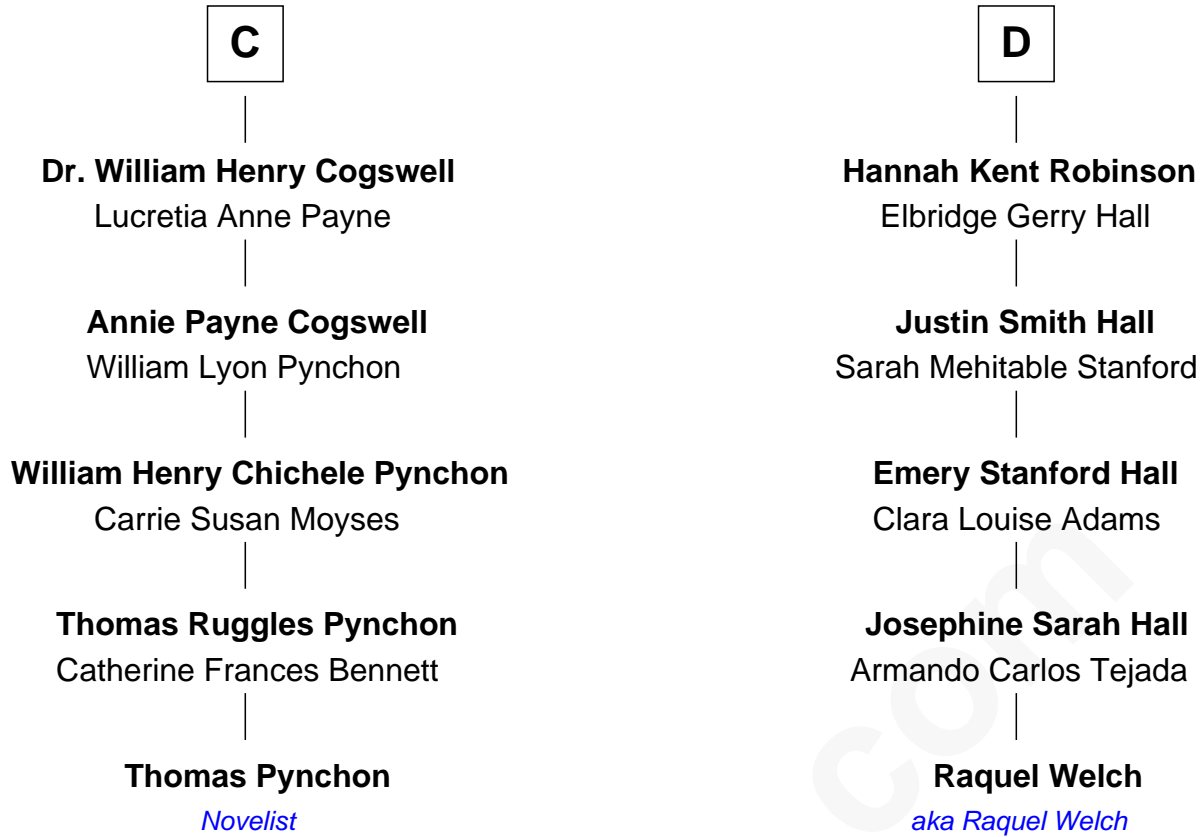 C
Dr. William Henry Cogswell
Lucretia Anne Payne
Annie Payne Cogswell
William Lyon Pynchon
William Henry Chichele Pynchon
Carrie Susan Moyses
Thomas Ruggles Pynchon
Catherine Frances Bennett
Thomas Pynchon
Novelist
D
Hannah Kent Robinson
Elbridge Gerry Hall
Justin Smith Hall
Sarah Mehitable Stanford
Emery Stanford Hall
Clara Louise Adams
Josephine Sarah Hall
Armando Carlos Tejada
Raquel Welch
aka Raquel Welch
com